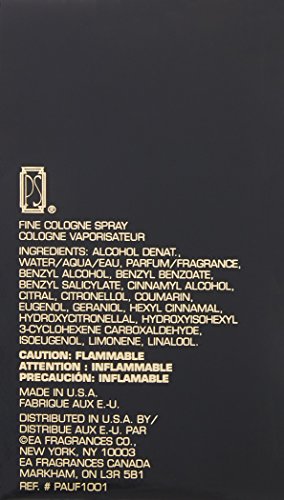 PS
®
FINE COLOGNE SPRAY
COLOGNE VAPORISATEUR
INGREDIENTS: ALCOHOL DENAT.,
WATER/AQUA/EAU, PARFUM/FRAGRANCE,
BENZYL ALCOHOL, BENZYL BENZOATE,
BENZYL SALICYLATE, CINNAMYL ALCOHOL,
CITRAL, CITRONELLOL, COUMARIN,
EUGENOL, GERANIOL, HEXYL CINNAMAL,
HYDROXYCITRONELLAL, HYDROXYISOHEXYL
3-CYCLOHEXENE CARBOXALDEHYDE,
ISOEUGENOL, LIMONENE, LINALOOL.
CAUTION: FLAMMABLE
ATTENTION : INFLAMMABLE
PRECAUCIÓN: INFLAMABLE
MADE IN U.S.A.
FABRIQUE AUX E.-U.
DISTRIBUTED IN U.S.A. BY/
DISTRIBUE AUX E.-U. PAR
©EA FRAGRANCES CO.,
NEW YORK, NY 10003
EA FRAGRANCES CANADA
MARKHAM, ON L3R 5B1
REF. # PAUF1001